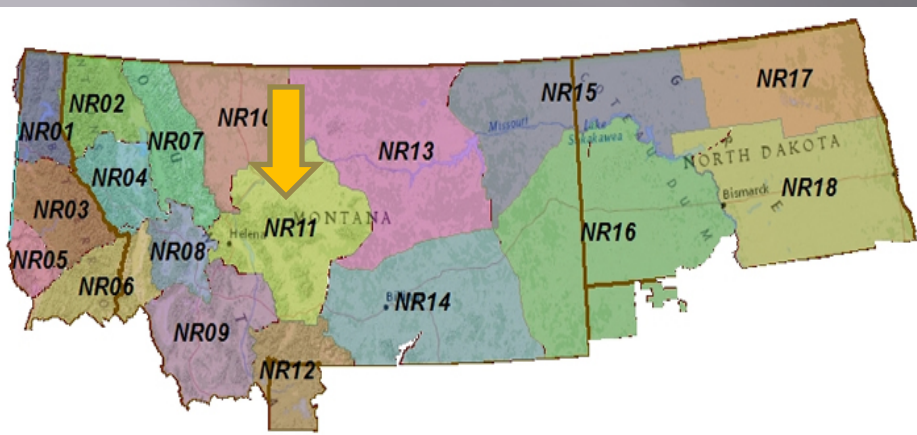 NR17
NR02
NR15
NR10
NR01
NR07
Missouri
Lake
Sakakawea
NR13
NORTH DAKOTA
NR04
NR18
Bismarck
NR03
MONTANA
NR11
Helena
NR16
NR08
NR05
NR06
NR14
NR09
NR12